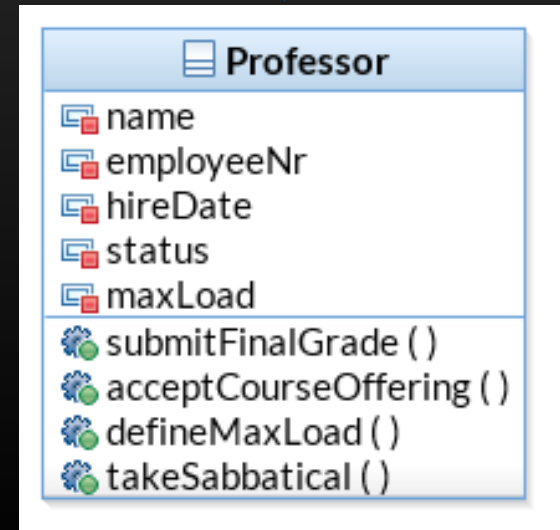 Professor
name
employeeNr
hireDate
status
maxLoad
submitFinalGrade ( )
acceptCourseOffering ( )
defineMaxLoad ( )
takeSabbatical ( )